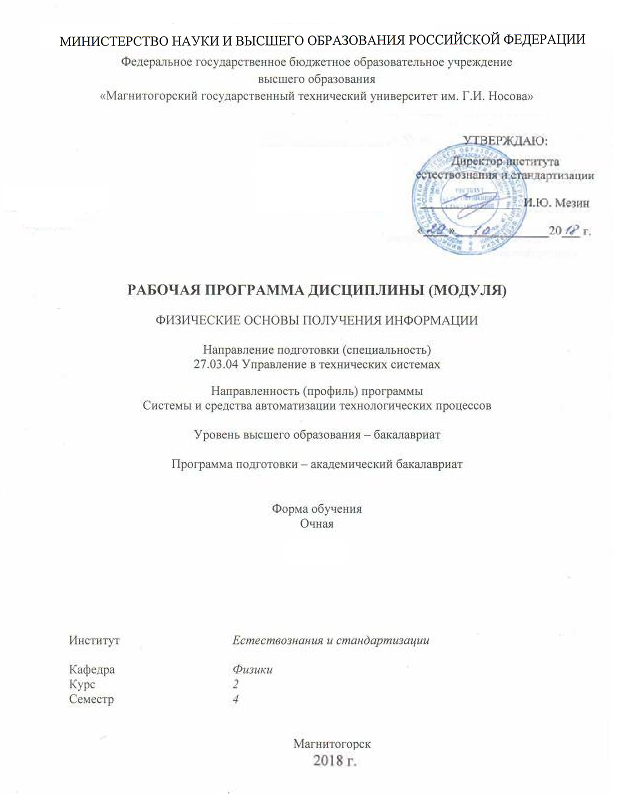 МИНИСТЕРСТВО НАУКИ И ВЫСШЕГО ОБРАЗОВАНИЯ РОССИЙСКОЙ ФЕДЕРАЦИИ
Федеральное государственное бюджетное образовательное учреждение
высшего образования
«Магнитогорский государственный технический университет им. Г.И. Носова»
УТВЕРЖДАЮ:
Директор института
естествознания и стандартизации
И.Ю. Мезин
« » 10 2018 г.
РАБОЧАЯ ПРОГРАММА ДИСЦИПЛИНЫ (МОДУЛЯ)
ФИЗИЧЕСКИЕ ОСНОВЫ ПОЛУЧЕНИЯ ИНФОРМАЦИИ
Направление подготовки (специальность)
27.03.04 Управление в технических системах
Направленность (профиль) программы
Системы и средства автоматизации технологических процессов
Уровень высшего образования – бакалавриат
Программа подготовки – академический бакалавриат
Форма обучения
Очная
Институт Естествознания и стандартизации
Кафедра Физики
Курс 2
Семестр 4
Магнитогорск
2018 г.